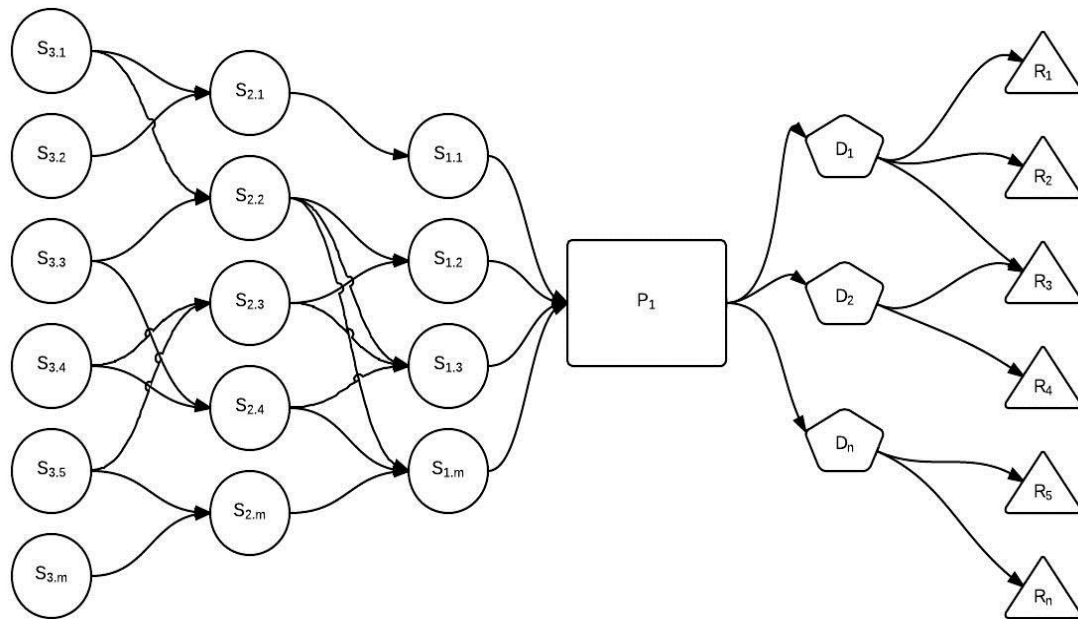 S3.1
S3.2
S3.3
S3.4
S3.5
S3.m
S2.1
S2.2
S2.3
S2.4
S2.m
S1.1
S1.2
S1.3
S1.m
P1
D1
D2
Dn
R1
R2
R3
R4
R5
Rn